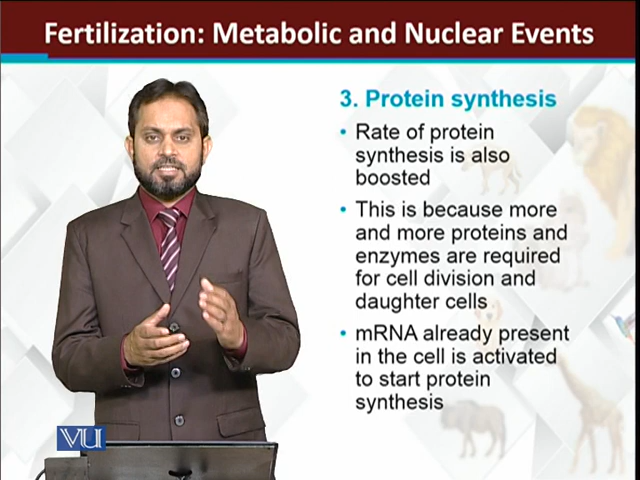 Fertilization: Metabolic and Nuclear Events
3. Protein synthesis
• Rate of protein
synthesis is also
boosted
• This is because more
and more proteins and
enzymes are required
for cell division and
daughter cells
• mRNA already present
in the cell is activated
to start protein
synthesis
VU